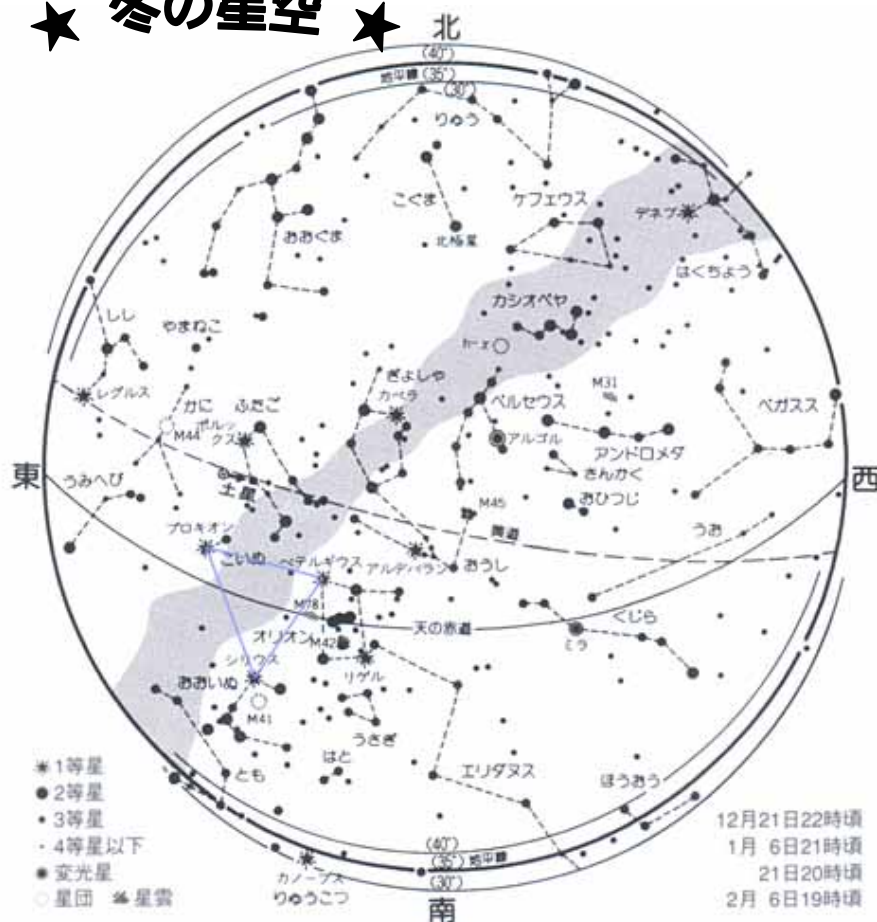 ★ 冬の星空 ★
北
(40°)
地平線 (35°)
(30°)
りゅう
こぐま
ケフェウス
デネブ
北極星
おおぐま
はくちょう
カシオペヤ
しし
やまねこ
ぎょしゃ
カペラ
M31
レグルス
かに
ふたご
ポルックス
ペルセウス
ペガスス
M44
アルゴル
アンドロメダ
さんかく
東
西
うみへび
土星
M45
おひつじ
プロキオン
黄道
うお
こいぬ
ベテルギウス
アルデバラン
おうし
M78
オリオン
M42
天の赤道
くじら
ミラ
シリウス
リゲル
おおいぬ
M41
うさぎ
はと
とも
エリダヌス
ほうおう
1等星
2等星
3等星
4等星以下
変光星
星団 星雲
(40°)
(35°) 地平線
(30°)
カノープス
りゅうこつ
南
12月21日22時頃
1月 6日21時頃
21日20時頃
2月 6日19時頃